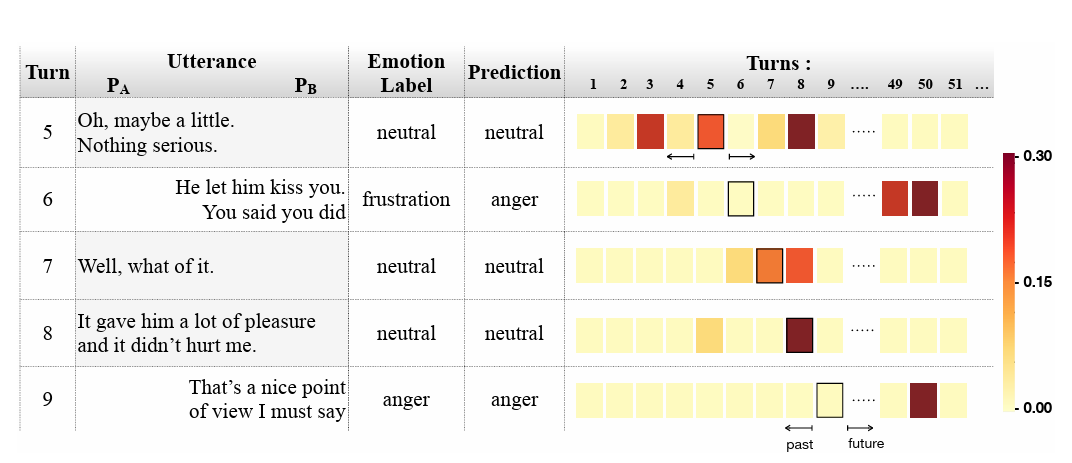 Turn Utterance Emotion Label Prediction Turns :
P_A P_B 1 2 3 4 5 6 7 8 9 .... 49 50 51 ...
5 Oh, maybe a little. neutral neutral .....
Nothing serious.
6 He let him kiss you. frustration anger .....
You said you did
7 Well, what of it. neutral neutral .....
8 It gave him a lot of pleasure neutral neutral .....
and it didn’t hurt me.
9 That’s a nice point anger anger .....
of view I must say
past future
0.30
0.15
0.00